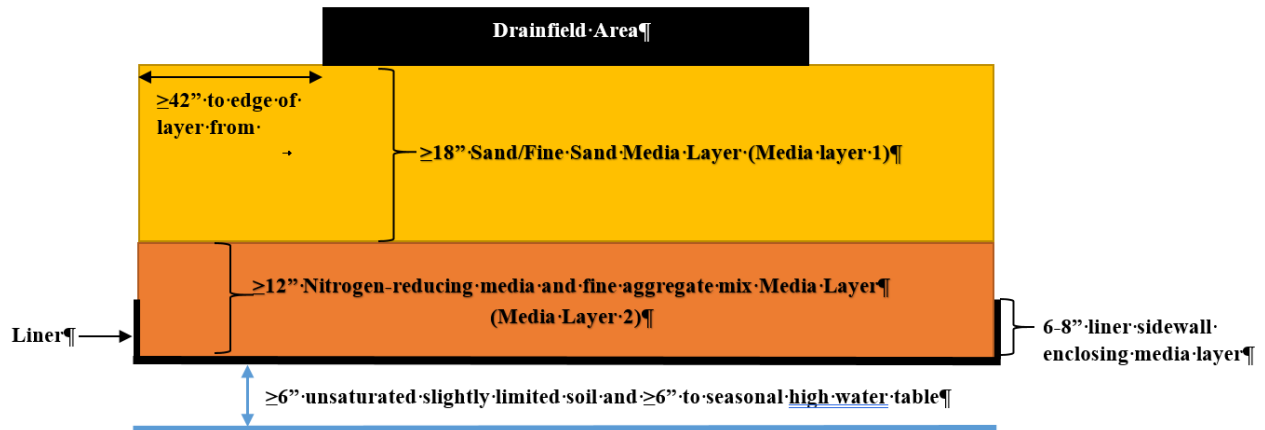 Drainfield·Area¶
≥42”·to·edge·of·
layer·from·
→
≥18”·Sand/Fine·Sand·Media·Layer·(Media·layer·1)¶
≥12”·Nitrogen-reducing·media·and·fine·aggregate·mix·Media·Layer¶
(Media·Layer·2)¶
Liner¶
6-8”·liner·sidewall·
enclosing·media·layer¶
≥6”·unsaturated·slightly·limited·soil·and·≥6”·to·seasonal·high·water·table¶